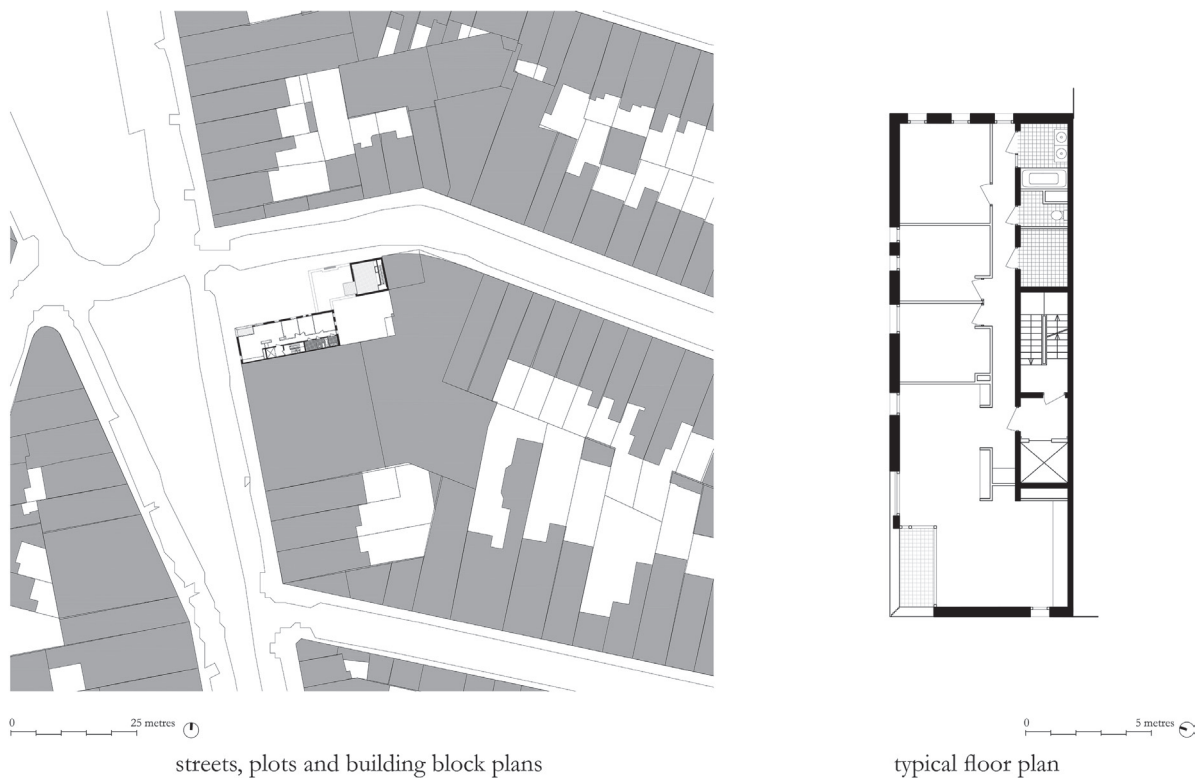 0 25 metres
0 5 metres
streets, plots and building block plans
typical floor plan